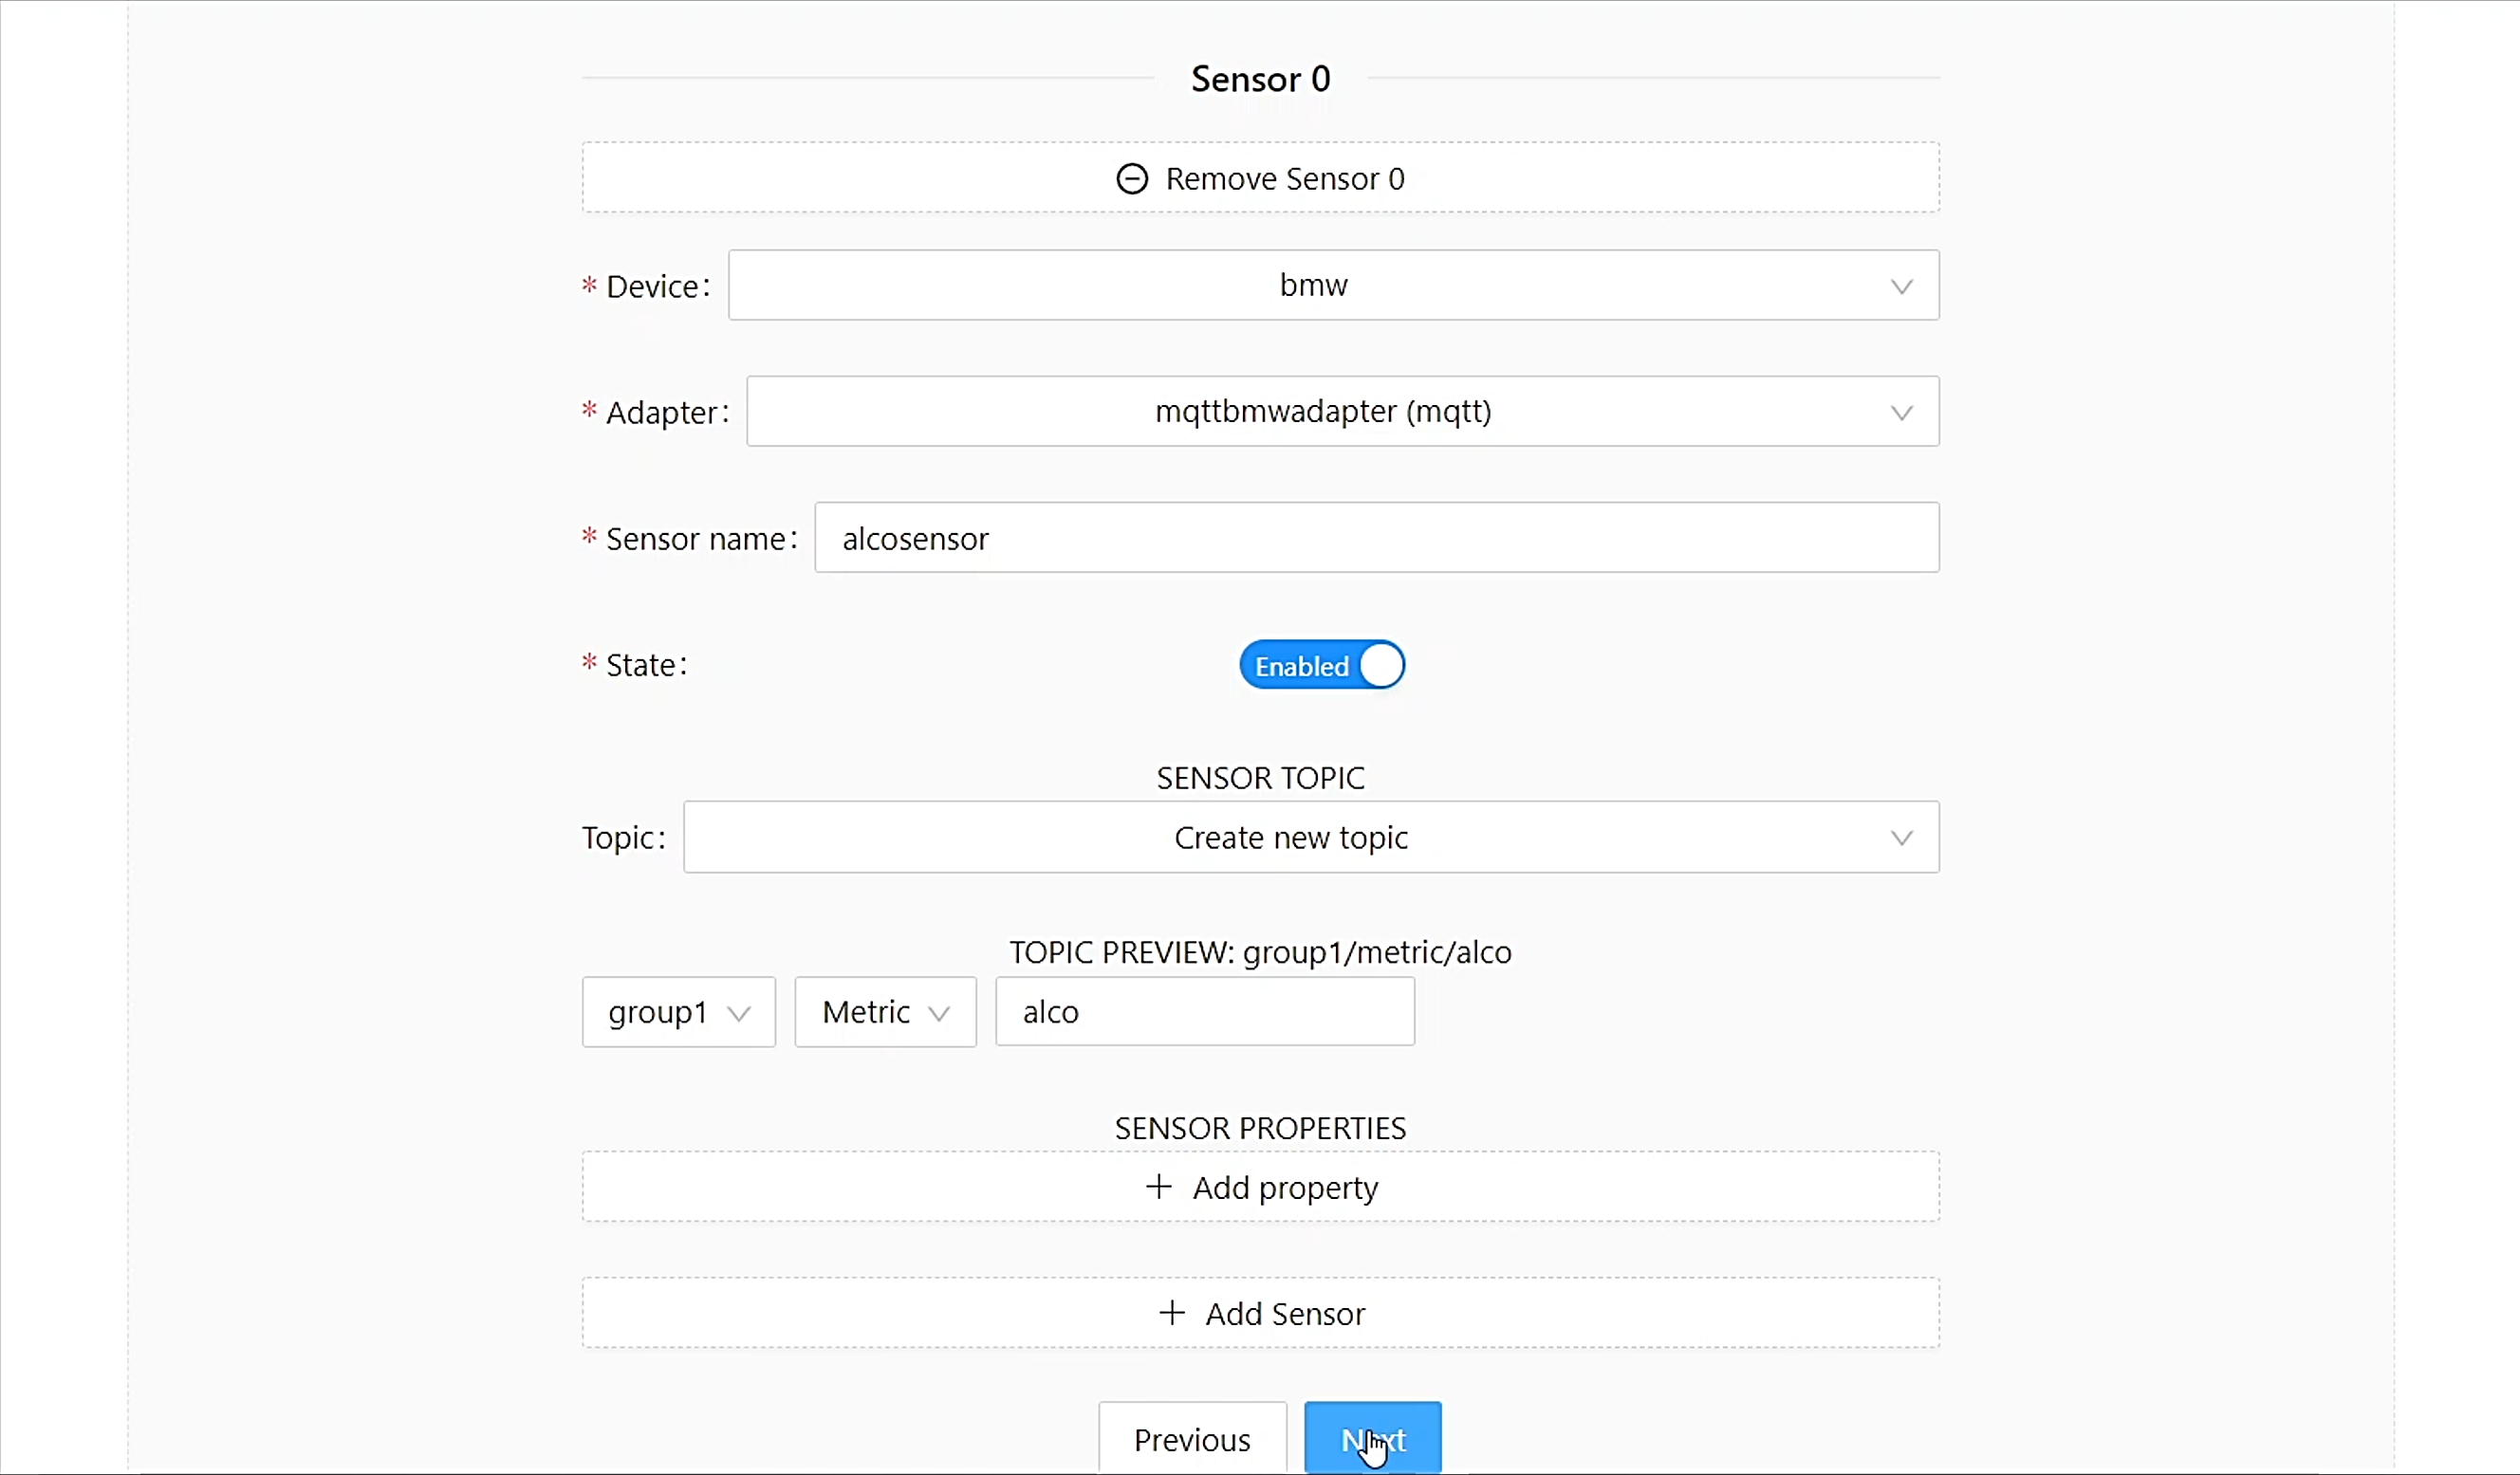 Sensor 0
Remove Sensor 0
* Device: bmw
* Adapter: mqttbmwadapter (mqtt)
* Sensor name: alcosensor
* State: Enabled
SENSOR TOPIC
Topic: Create new topic
TOPIC PREVIEW: group1/metric/alco
group1 Metric alco
SENSOR PROPERTIES
+ Add property
+ Add Sensor
Previous Next